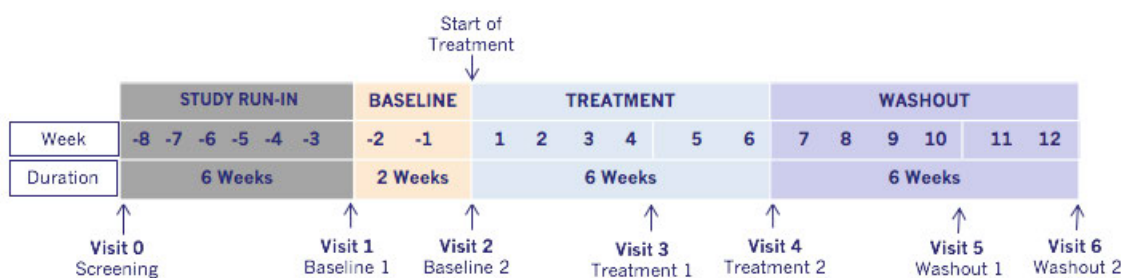 Start of
Treatment
STUDY RUN-IN BASELINE TREATMENT WASHOUT
Week -8 -7 -6 -5 -4 -3 -2 -1 1 2 3 4 5 6 7 8 9 10 11 12
Duration 6 Weeks 2 Weeks 6 Weeks 6 Weeks
Visit 0 Visit 1 Visit 2 Visit 3 Visit 4 Visit 5 Visit 6
Screening Baseline 1 Baseline 2 Treatment 1 Treatment 2 Washout 1 Washout 2